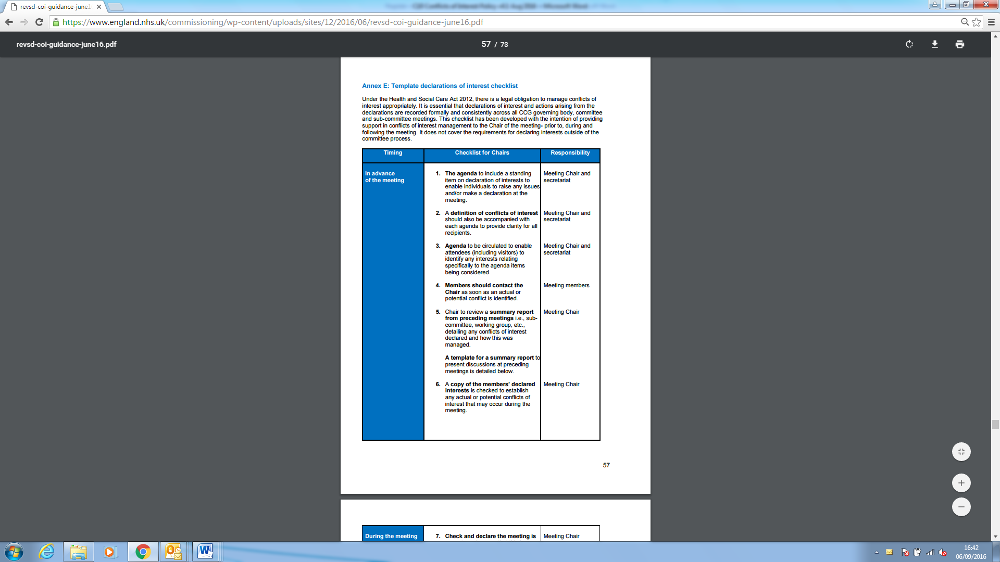 revsd-coi-guidance-june1
https://www.england.nhs.uk/commissioning/wp-content/uploads/sites/12/2016/06/revsd-coi-guidance-june16.pdf
revsd-coi-guidance-june16.pdf
57 / 73
Annex E: Template declarations of interest checklist
Under the Health and Social Care Act 2012, there is a legal obligation to manage conflicts of
interest appropriately. It is essential that declarations of interest and actions arising from the
declarations are recorded formally and consistently across all CCG governing body, committee
and sub-committee meetings. This checklist has been developed with the intention of providing
support in conflicts of interest management to the Chair of the meeting- prior to, during and
following the meeting. It does not cover the requirements for declaring interests outside of the
committee process.
Timing
Checklist for Chairs
Responsibility
In advance
of the meeting
1. The agenda to include a standing
item on declaration of interests to
enable individuals to raise any issues
and/or make a declaration at the
meeting.
Meeting Chair and
secretariat
2. A definition of conflicts of interest
should also be accompanied with
each agenda to provide clarity for all
recipients.
Meeting Chair and
secretariat
3. Agenda to be circulated to enable
attendees (including visitors) to
identify any interests relating
specifically to the agenda items
being considered.
Meeting Chair and
secretariat
4. Members should contact the
Chair as soon as an actual or
potential conflict is identified.
Meeting members
5. Chair to review a summary report
from preceding meetings i.e., sub-
committee, working group, etc.,
detailing any conflicts of interest
declared and how this was
managed.
Meeting Chair
A template for a summary report to
present discussions at preceding
meetings is detailed below.
6. A copy of the members' declared
interests is checked to establish
any actual or potential conflicts of
interest that may occur during the
meeting.
Meeting Chair
57
During the meeting
7. Check and declare the meeting is
Meeting Chair
16:42
06/09/2016